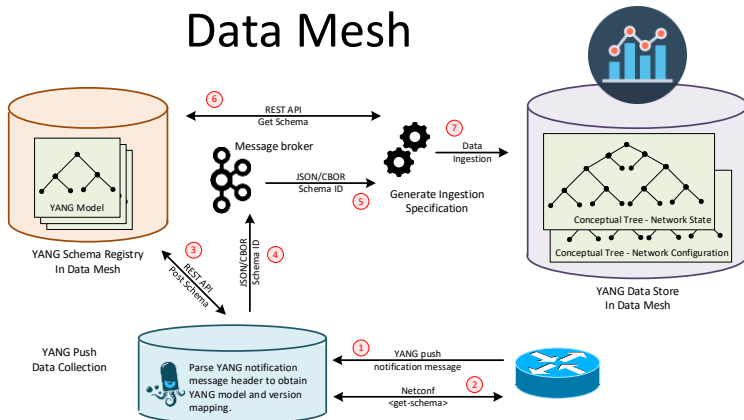 Data Mesh
6
REST API
Get Schema
Message broker
7
Data
Ingestion
YANG Model
JSON/CBOR
Schema ID
5
Generate Ingestion
Specification
Conceptual Tree - Network State
Conceptual Tree - Network Configuration
YANG Schema Registry
In Data Mesh
3
REST API
Post Schema
JSON/CBOR
Schema ID
4
YANG Data Store
In Data Mesh
YANG Push
Data Collection
Parse YANG notification
message header to obtain
YANG model and version
mapping.
1
YANG push
notification message
2
Netconf
<get-schema>